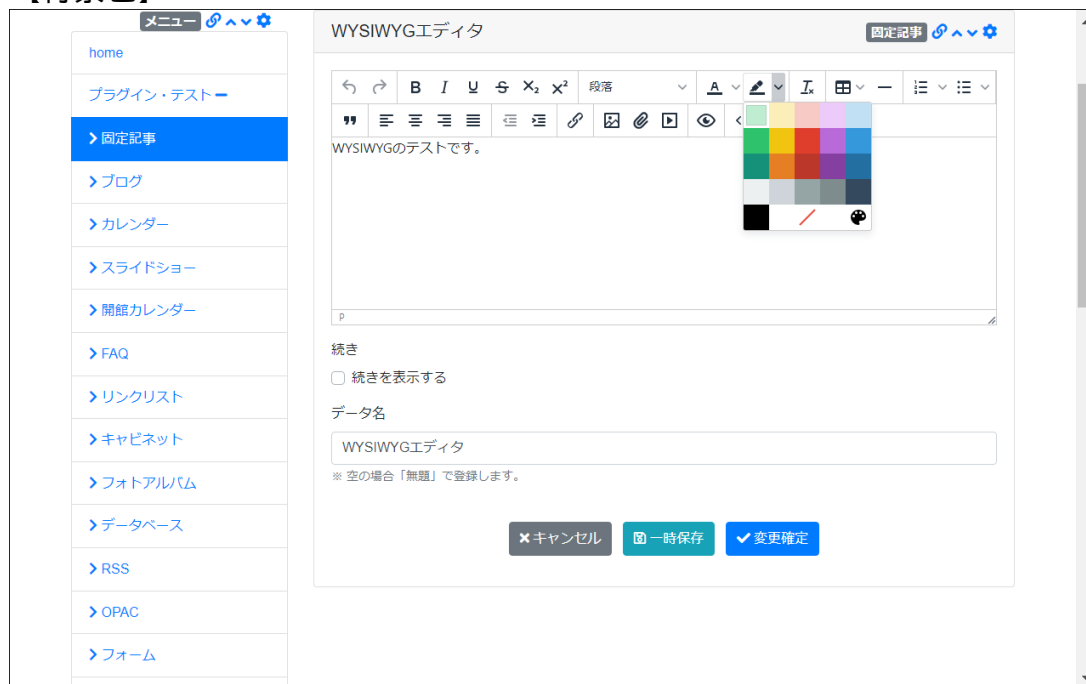 メニュー
home
プラグイン・テスト
固定記事
ブログ
カレンダー
スライドショー
開館カレンダー
FAQ
リンクリスト
キャビネット
フォトアルバム
データベース
RSS
OPAC
フォーム
WYSIWYGエディタ
固定記事
B I U S X₂ X² 段落 A
WYSIWYGのテストです。
P
続き
続きを表示する
データ名
WYSIWYGエディタ
※ 空の場合「無題」で登録します。
キャンセル 一時保存 変更確定